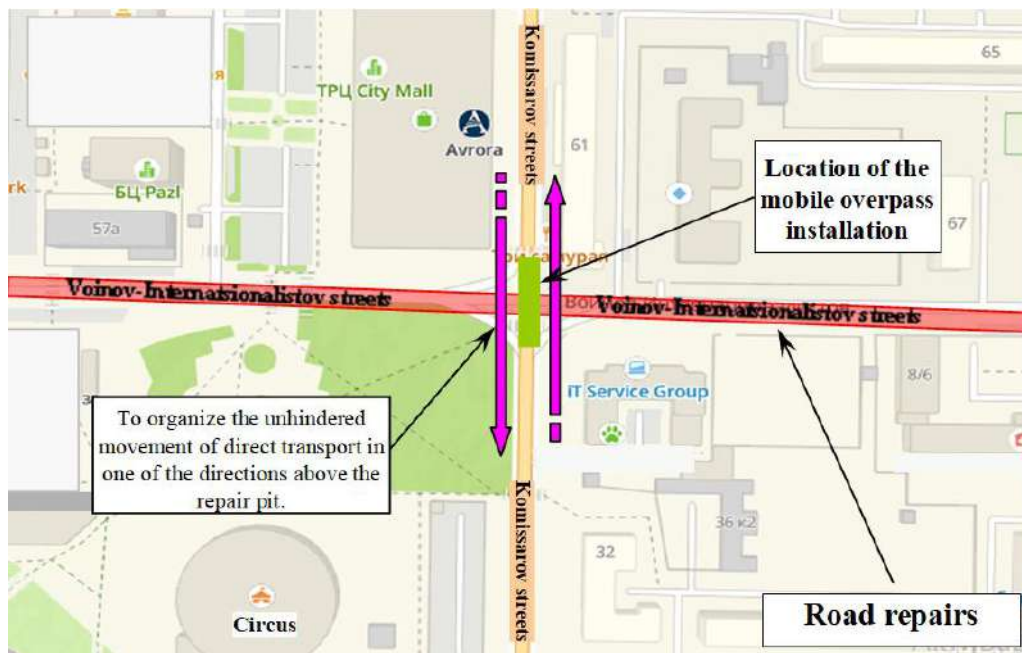 Komissarov streets
65
ТРЦ City Mall
Avrora
61
БЦ Pazl
rk
57а
67
Location of the
mobile overpass
installation
Voinov-Internatsionalistov streets
Voinov-Internatsionalistov streets
iT Service Group
8/6
To organize the unhindered
movement of direct transport in
one of the directions above the
repair pit.
Komissarov streets
36 к2
32
Circus
Road repairs